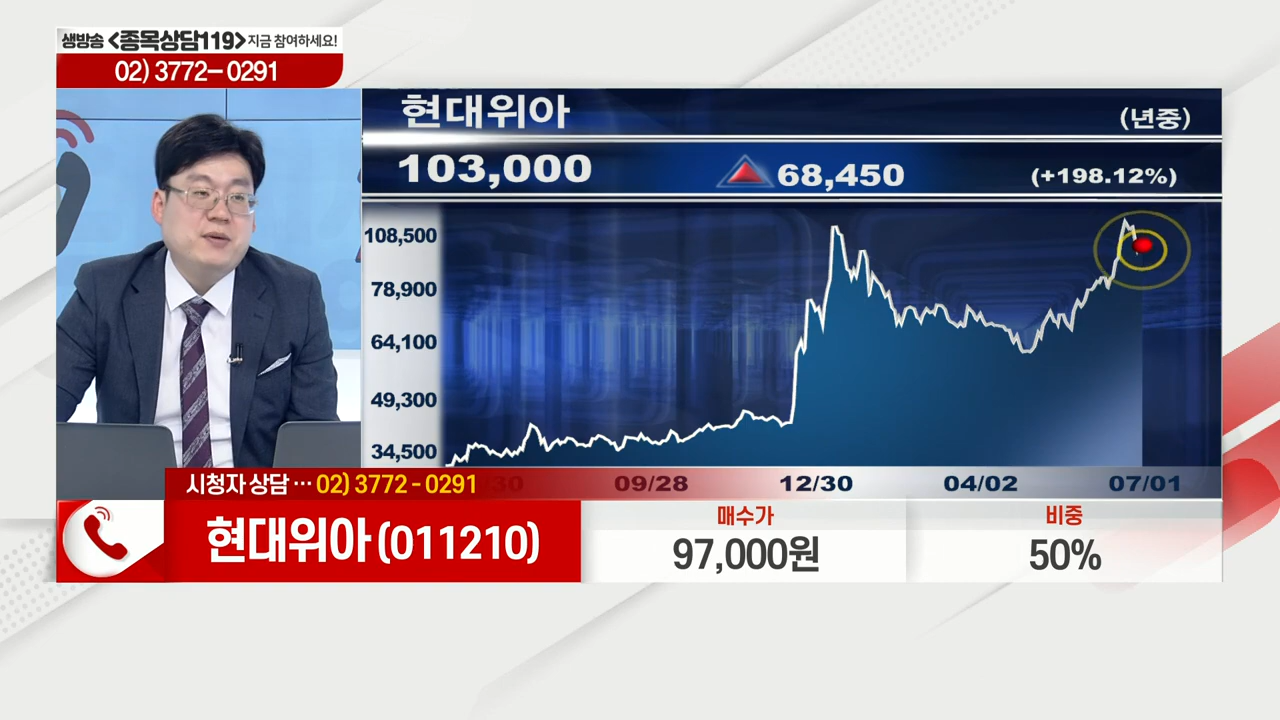 생방송 <종목상담119> 지금 참여하세요!
02) 3772-0291
현대위아
(년중)
103,000
68,450
(+198.12%)
108,500
78,900
64,100
49,300
34,500
시청자 상담 ··· 02) 3772 - 0291
30
09/28
12/30
04/02
07/01
현대위아 (011210)
매수가
97,000원
비중
50%